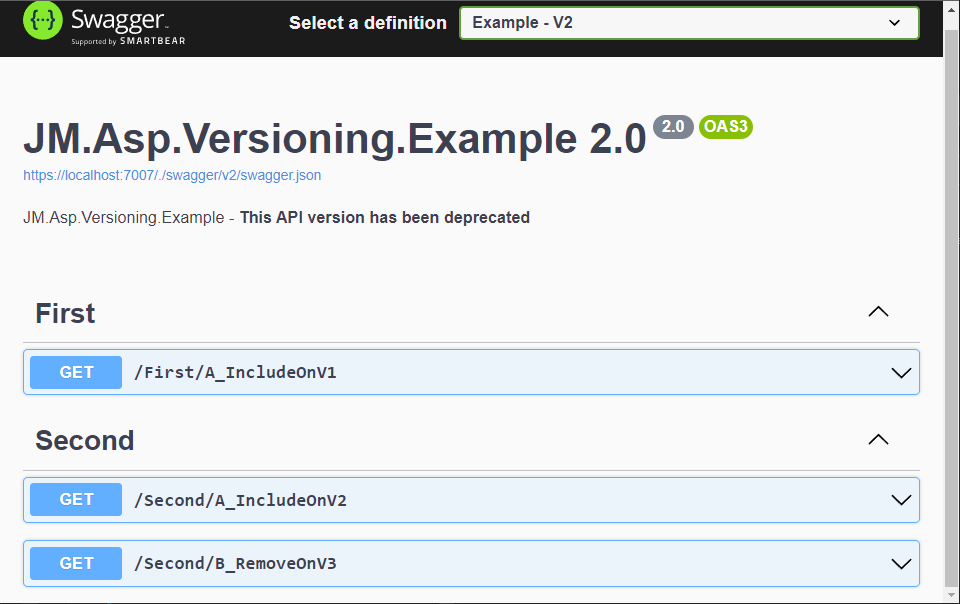 Swagger
Supported by SMARTBEAR
Select a definition
Example - V2
JM.Asp.Versioning.Example 2.0
2.0
OAS3
https://localhost:7007/./swagger/v2/swagger.json
JM.Asp.Versioning.Example - This API version has been deprecated
First
GET /First/A_IncludeOnV1
Second
GET /Second/A_IncludeOnV2
GET /Second/B_RemoveOnV3